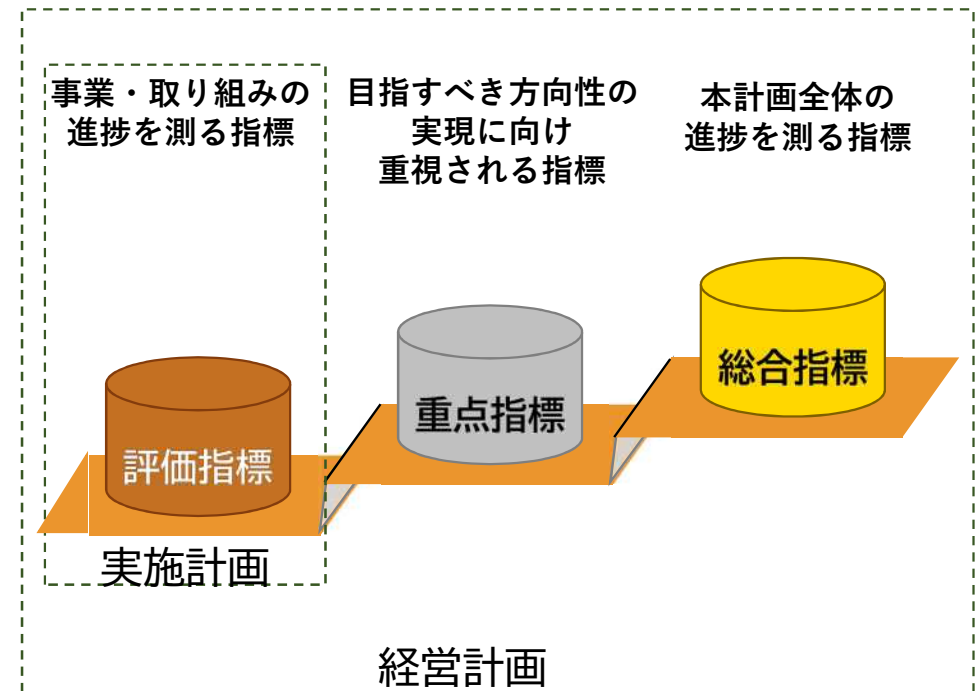 事業・取り組みの
進捗を測る指標
目指すべき方向性の
実現に向け
重視される指標
本計画全体の
進捗を測る指標
評価指標
重点指標
総合指標
実施計画
経営計画